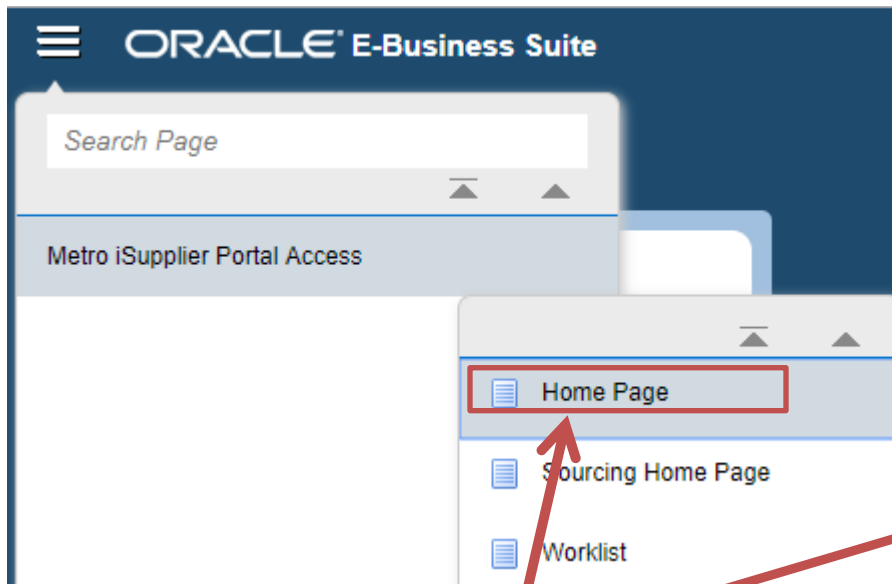 ORACLE E-Business Suite
Search Page
Metro iSupplier Portal Access
Home Page
Sourcing Home Page
Worklist